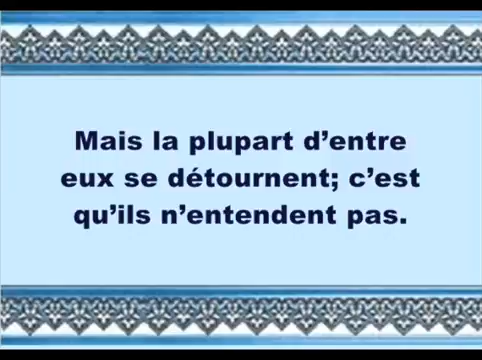 Mais la plupart d’entre
eux se détournent; c’est
qu’ils n’entendent pas.